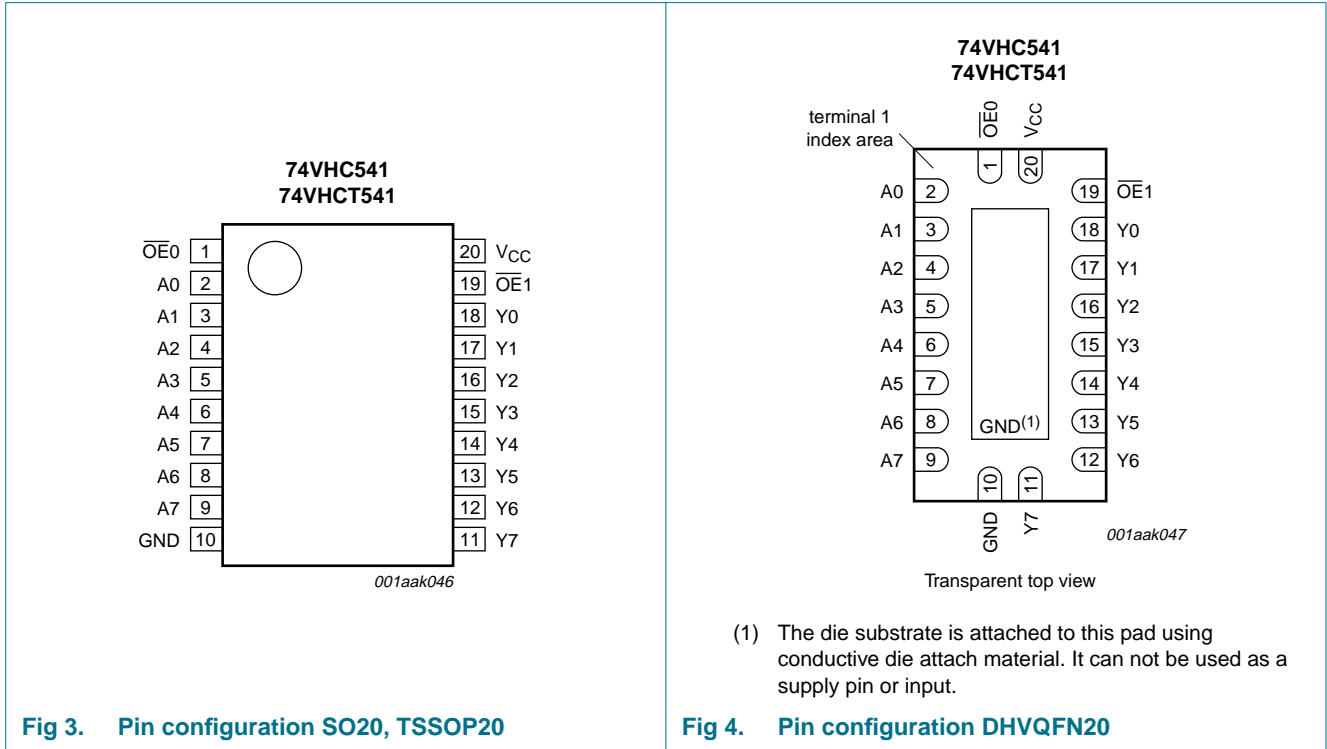 74VHC541
74VHCT541
OE0 1
A0 2
A1 3
A2 4
A3 5
A4 6
A5 7
A6 8
A7 9
GND 10
20 VCC
19 OE1
18 Y0
17 Y1
16 Y2
15 Y3
14 Y4
13 Y5
12 Y6
11 Y7
001aak046
Fig 3. Pin configuration SO20, TSSOP20
74VHC541
74VHCT541
terminal 1
index area
OE0
VCC
1
20
A0 2
A1 3
A2 4
A3 5
A4 6
A5 7
A6 8
A7 9
19 OE1
18 Y0
17 Y1
16 Y2
15 Y3
14 Y4
13 Y5
12 Y6
GND(1)
10
11
GND
Y7
001aak047
Transparent top view
(1) The die substrate is attached to this pad using
conductive die attach material. It can not be used as a
supply pin or input.
Fig 4. Pin configuration DHVQFN20